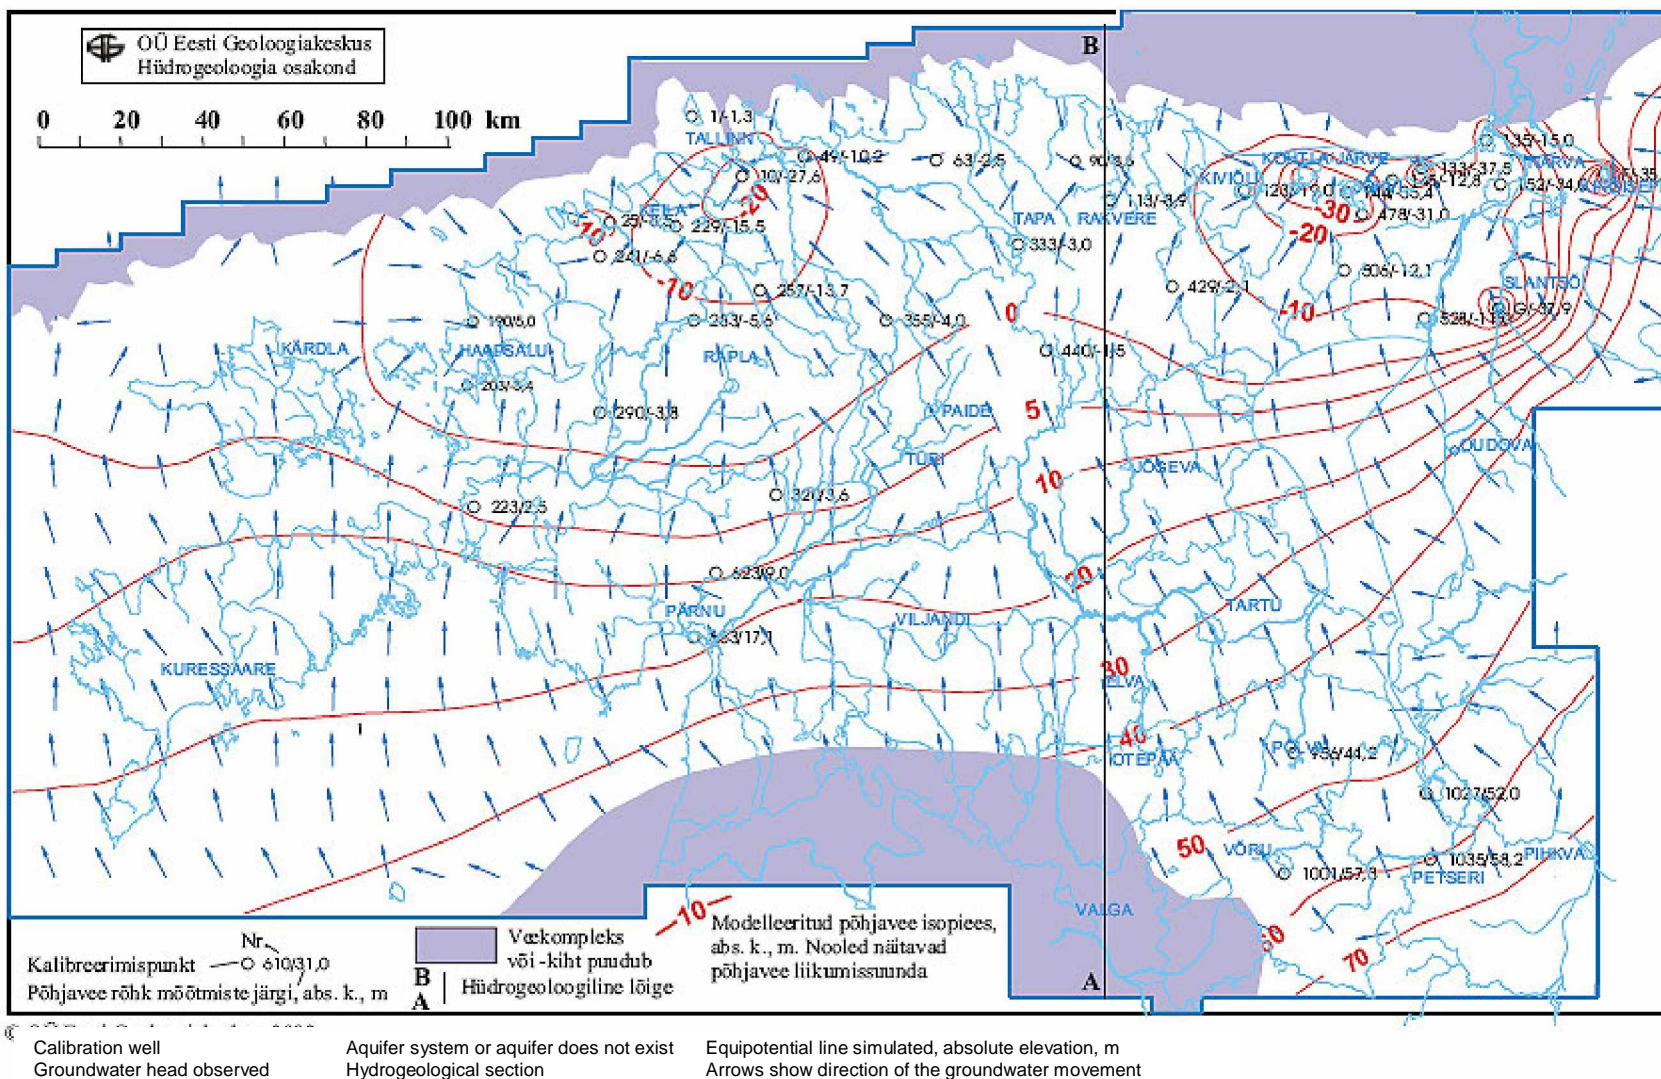 OÜ Eesti Geoloogiakeskus
Hüdrogeoloogia osakond
B
0 20 40 60 80 100 km
1/-1,3
TALLINN
49/-10,2
63/-2,5
10/-27,6
-20
KEILA
229/-15,5
-10
241/-6,6
-10
257/-13,7
253/-5,6
355/-4,0
0
190/5,0
KÄRDLA
HAAPSALU
RAPLA
203/-3,4
290/-3,8
TAPA
RAKVERE
113/-3,9
333/-3,0
429/-2,1
440/-1,5
KOHTLA-JÄRVE
KIVIÕLI
-30
478/-31,0
-20
506/-12,1
-10
133/-37,5
NARVA
SLANTSÕ
PAIDE
5
TÜRI
10
JÕGEVA
OUDOVA
223/2,5
320/3,6
623/9,0
20
PÄRNU
VILJANDI
TARTU
KURESSAARE
30
ELVA
40
OTEPÄÄ
956/44,2
1027/52,0
50
VÕRU
1001/57,3
1035/58,2
PETSERI
PIHKVA
VALGA
60
70
A
Nr.
Kalibreerimispunkt
610/31,0
Põhjavee rõhk mõõtmiste järgi, abs. k., m
Veekompleks
või -kiht puudub
B
A
Hüdrogeoloogiline lõige
-10
Modelleeritud põhjavee isopiees,
abs. k., m. Nooled näitavad
põhjavee liikumissuunda
Calibration well
Groundwater head observed
Aquifer system or aquifer does not exist
Hydrogeological section
Equipotential line simulated, absolute elevation, m
Arrows show direction of the groundwater movement